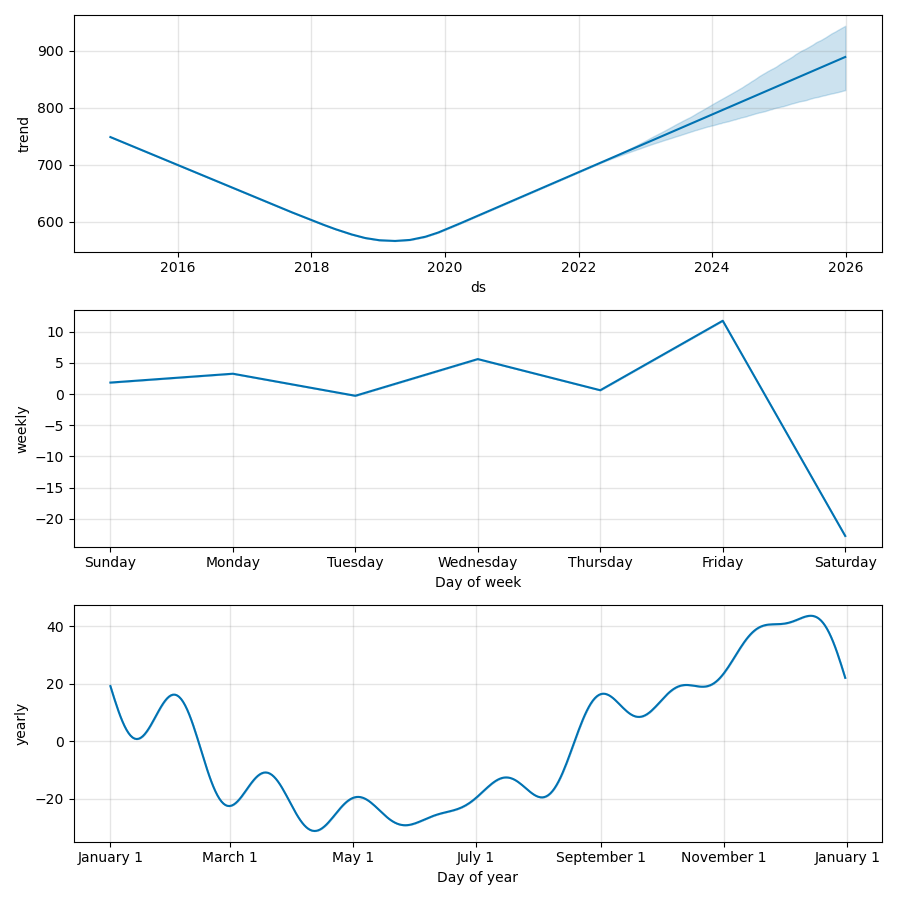 trend
900
800
700
600
2016 2018 2020 2022 2024 2026
ds
weekly
10
5
0
−5
−10
−15
−20
Sunday Monday Tuesday Wednesday Thursday Friday Saturday
Day of week
yearly
40
20
0
−20
January 1 March 1 May 1 July 1 September 1 November 1 January 1
Day of year